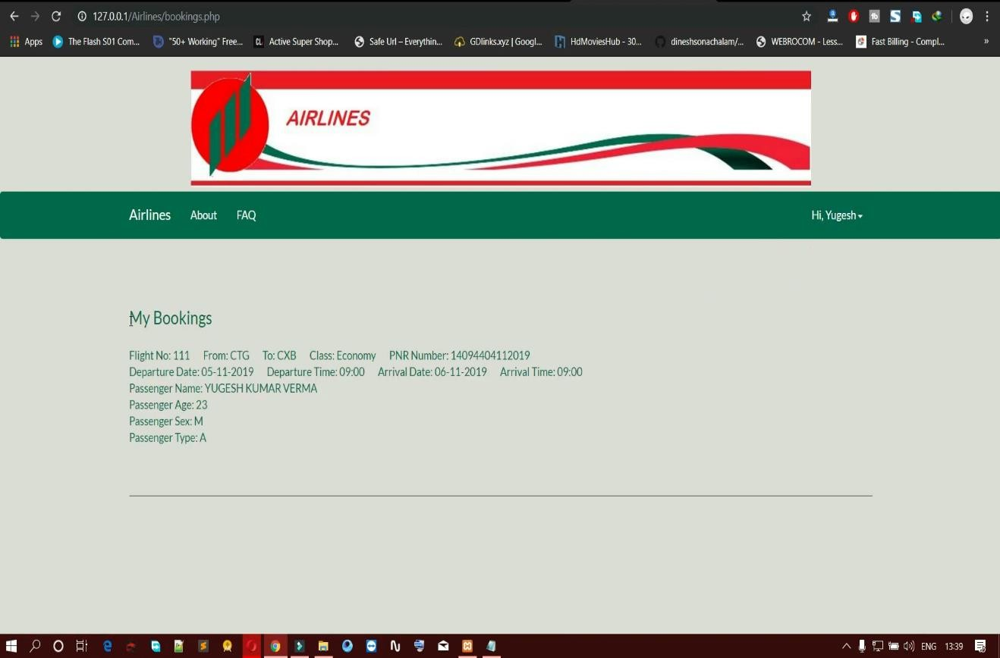 127.0.0.1/Airlines/bookings.php
Apps The Flash S01 Com... "50+ Working" Free... CL Active Super Shop... Safe Url – Everythin... GDlinks.xyz | Googl... HdMoviesHub - 30... dineshsonachalam/... WEBROCOM - Less... Fast Billing - Compl... »
AIRLINES
Airlines About FAQ Hi, Yugesh
My Bookings
Flight No: 111 From: CTG To: CXB Class: Economy PNR Number: 14094404112019
Departure Date: 05-11-2019 Departure Time: 09:00 Arrival Date: 06-11-2019 Arrival Time: 09:00
Passenger Name: YUGESH KUMAR VERMA
Passenger Age: 23
Passenger Sex: M
Passenger Type: A
ENG 13:39